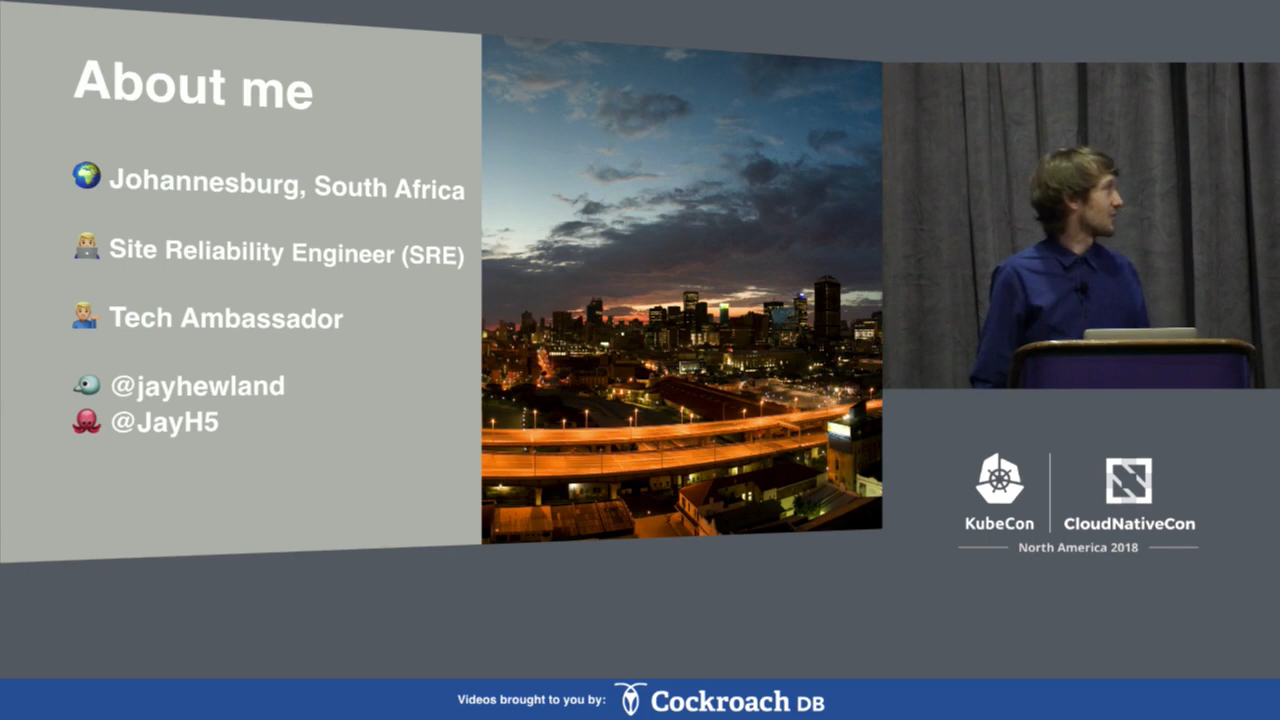 About me
Johannesburg, South Africa
Site Reliability Engineer (SRE)
Tech Ambassador
@jayhewland
@JayH5
KubeCon
CloudNativeCon
North America 2018
Videos brought to you by:
Cockroach DB